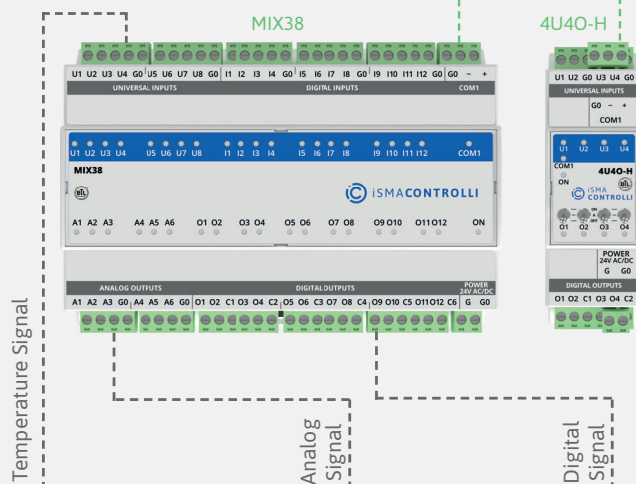 MIX38
4U4O-H
U1 U2 U3 U4 G0 U5 U6 U7 U8 G0 I1 I2 I3 I4 G0 I5 I6 I7 I8 G0 I9 I10 I11 I12 G0 G0 - +
UNIVERSAL INPUTS DIGITAL INPUTS COM1
U1 U2 U3 U4 U5 U6 U7 U8 I1 I2 I3 I4 I5 I6 I7 I8 I9 I10 I11 I12 COM1
MIX38
BTL
iSMACONTROLLI
A1 A2 A3 A4 A5 A6 O1 O2 O3 O4 O5 O6 O7 O8 O9 O10 O11 O12 ON
ANALOG OUTPUTS DIGITAL OUTPUTS POWER
24V AC/DC
A1 A2 A3 G0 A4 A5 A6 G0 O1 O2 C1 O3 O4 C2 O5 O6 C3 O7 O8 C4 O9 O10 C5 O11 O12 C6 G G0
U1 U2 G0 U3 U4 G0
UNIVERSAL INPUTS
G0 - +
COM1
U1 U2 U3 U4
COM1
4U4O-H
ON
BTL
iSMA
CONTROLLI
ON
A
OFF
O1 O2 O3 O4
POWER
24V AC/DC
G G0
DIGITAL OUTPUTS
O1 O2 C1 O3 O4 C2
Temperature Signal
Analog
Signal
Digital
Signal